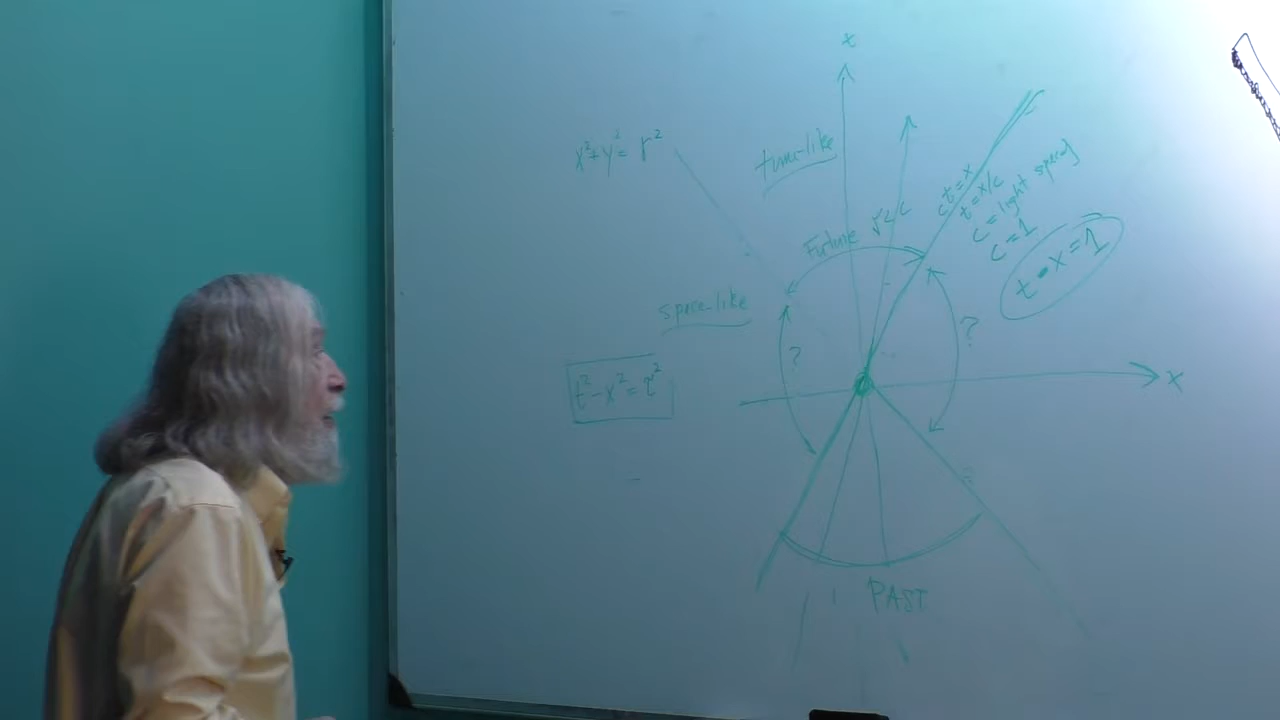 t
x²+y²= r²
time-like
Future
v<c
ct=x
t=x/c
c=light speed
c=1
t-x=1
space-like
?
?
t²-x²=τ²
x
PAST